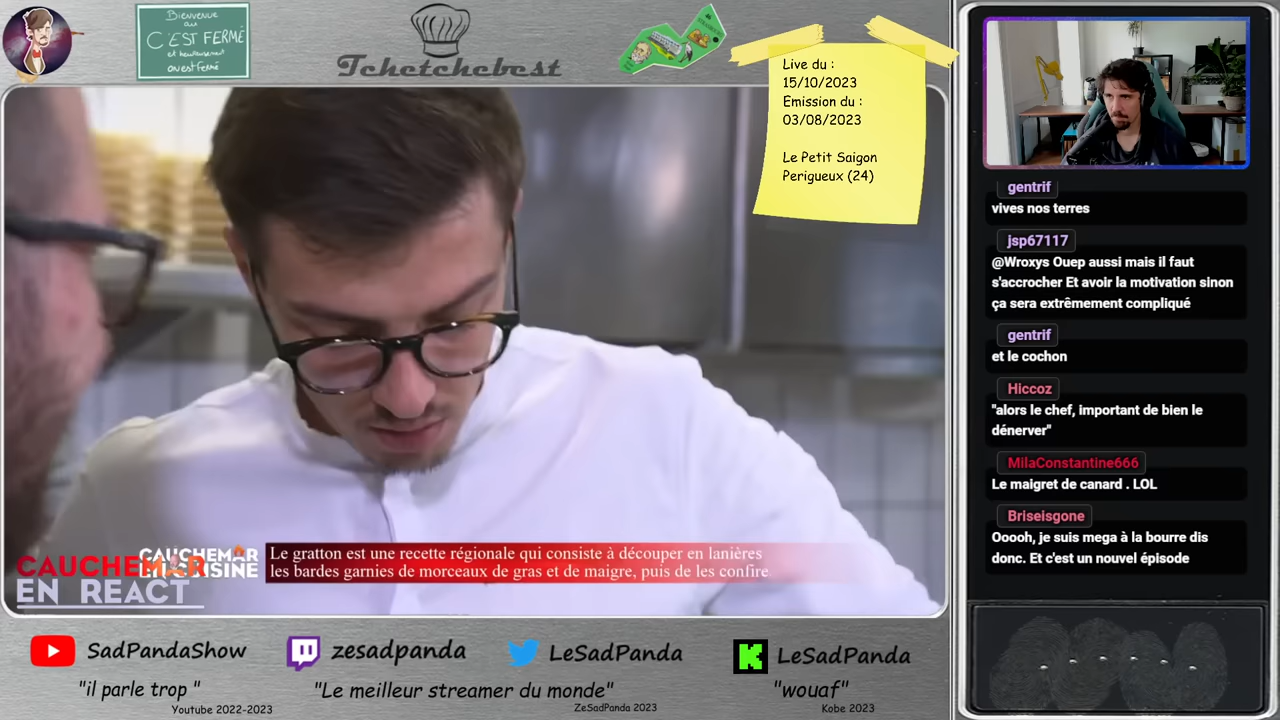 Bienvenue
au
C'EST FERMÉ
et heureusement
qu'on est fermé
Tchetchebest
Live du :
15/10/2023
Emission du :
03/08/2023
Le Petit Saigon
Perigueux (24)
gentrif
vives nos terres
jsp67117
@Wroxys Ouep aussi mais il faut
s'accrocher Et avoir la motivation sinon
ça sera extrêmement compliqué
gentrif
et le cochon
Hiccoz
"alors le chef, important de bien le
dénerver"
MilaConstantine666
Le maigret de canard . LOL
Briseisgone
Ooooh, je suis mega à la bourre dis
donc. Et c'est un nouvel épisode
CAUCHEMAR
EN CUISINE
Le gratton est une recette régionale qui consiste à découper en lanières
les bardes garnies de morceaux de gras et de maigre, puis de les confire
CAUCHEMAR
EN REACT
SadPandaShow
zesadpanda
LeSadPanda
LeSadPanda
"il parle trop "
Youtube 2022-2023
"Le meilleur streamer du monde"
ZeSadPanda 2023
"wouaf"
Kobe 2023